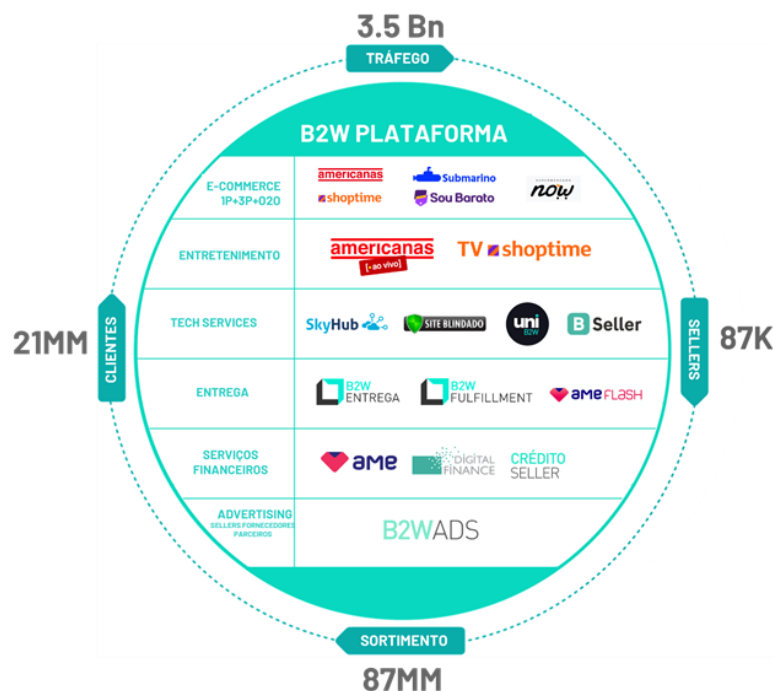 3.5 Bn
TRÁFEGO
B2W PLATAFORMA
E-COMMERCE
1P+3P+O2O
americanas
Submarino
now
shoptime
Sou Barato
ENTRETENIMENTO
americanas
[•ao vivo]
TV shoptime
TECH SERVICES
SkyHub
SITE BLINDADO
uni
B2W
B Seller
21MM
CLIENTES
SELLERS
87K
ENTREGA
B2W
ENTREGA
B2W
FULFILLMENT
ame FLASH
SERVIÇOS
FINANCEIROS
ame
DIGITAL
FINANCE
CRÉDITO
SELLER
ADVERTISING
SELLERS FORNECEDORES
PARCEIROS
B2WADS
SORTIMENTO
87MM